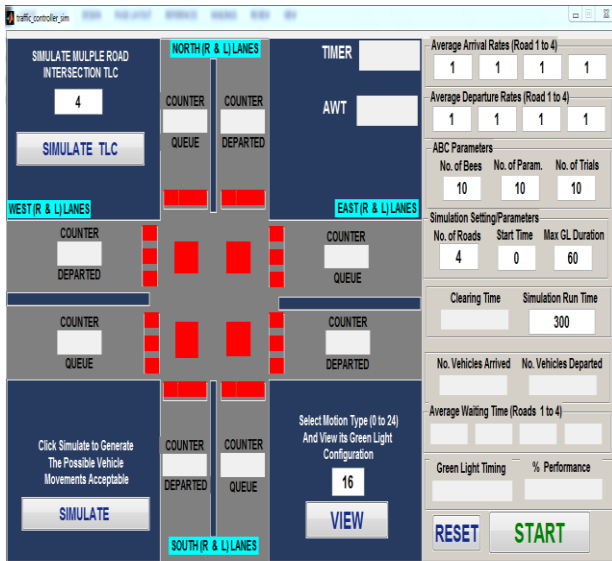 traffic_controller_sim
SIMULATE MULPLE ROAD
INTERSECTION TLC
4
SIMULATE TLC
NORTH (R & L) LANES
COUNTER
COUNTER
QUEUE
DEPARTED
TIMER
AWT
WEST (R & L) LANES
EAST (R & L) LANES
COUNTER
DEPARTED
COUNTER
QUEUE
COUNTER
QUEUE
COUNTER
DEPARTED
Click Simulate to Generate
The Possible Vehicle
Movements Acceptable
SIMULATE
COUNTER
COUNTER
DEPARTED
QUEUE
SOUTH (R & L) LANES
Select Motion Type (0 to 24)
And View its Green Light
Configuration
16
VIEW
Average Arrival Rates (Road 1 to 4)
1 1 1 1
Average Departure Rates (Road 1 to 4)
1 1 1 1
ABC Parameters
No. of Bees No. of Param. No. of Trials
10 10 10
Simulation Setting/Parameters
No. of Roads Start Time Max GL Duration
4 0 60
Clearing Time Simulation Run Time
300
No. Vehicles Arrived No. Vehicles Departed
Average Waiting Time (Roads 1 to 4)
Green Light Timing % Performance
RESET START